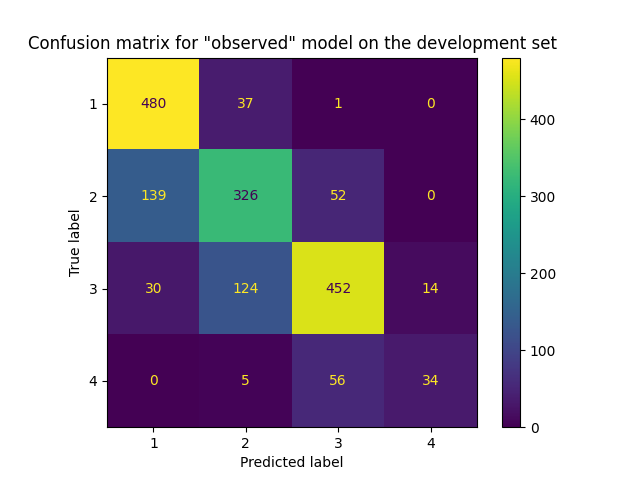 Confusion matrix for "observed" model on the development set
1 480 37 1 0
2 139 326 52 0
3 30 124 452 14
4 0 5 56 34
1 2 3 4
Predicted label
True label
400
300
200
100
0